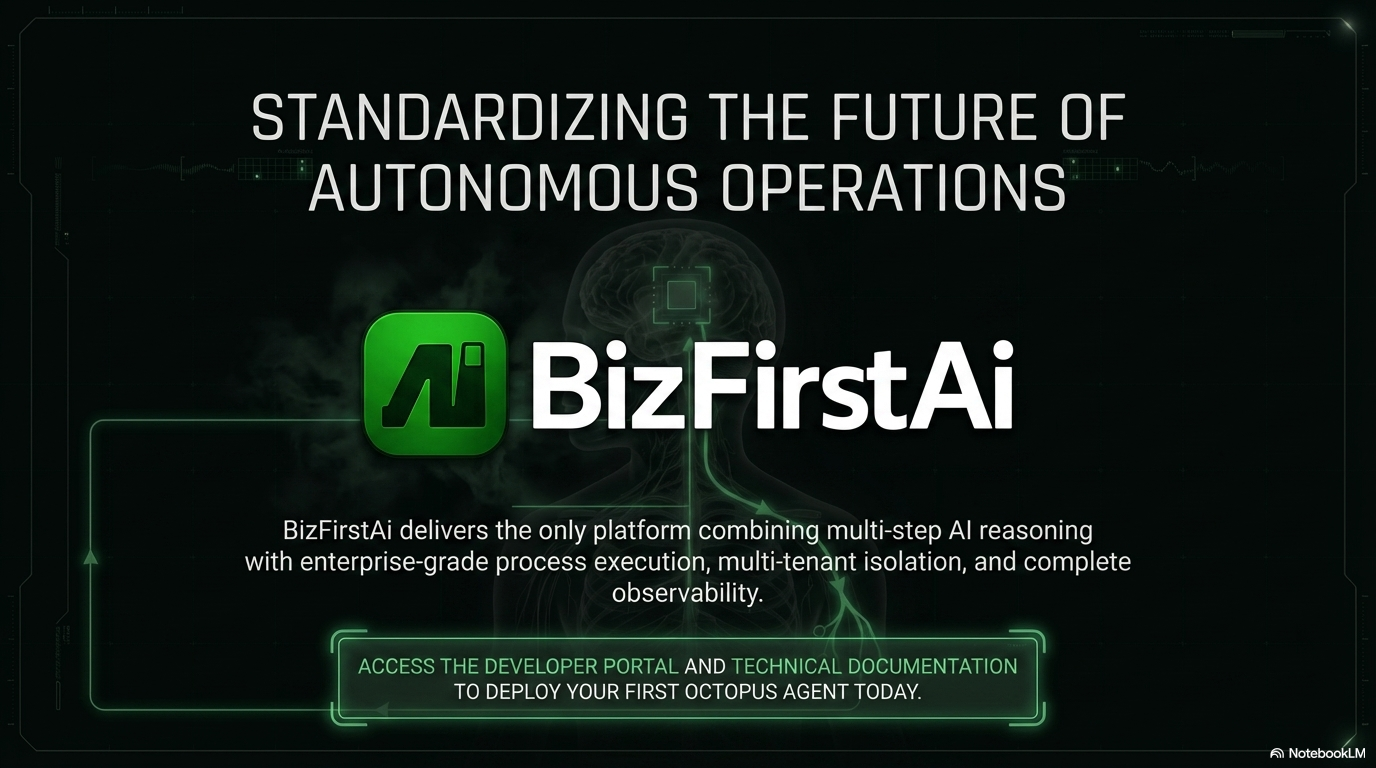 STANDARDIZING THE FUTURE OF
AUTONOMOUS OPERATIONS
Ai BizFirstAi
BizFirstAi delivers the only platform combining multi-step AI reasoning
with enterprise-grade process execution, multi-tenant isolation, and complete
observability.
ACCESS THE DEVELOPER PORTAL AND TECHNICAL DOCUMENTATION
TO DEPLOY YOUR FIRST OCTOPUS AGENT TODAY.
NotebookLM